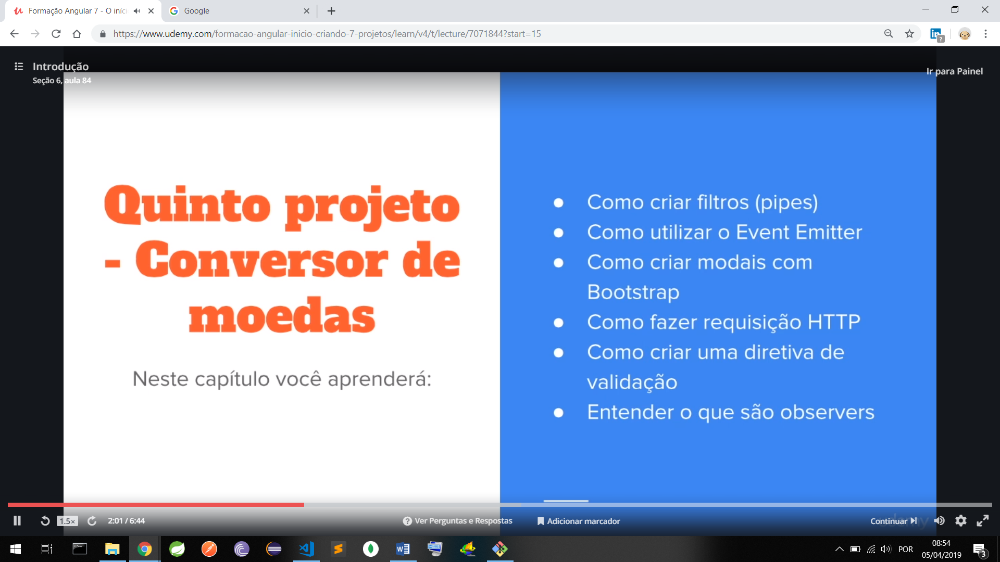 Formação Angular 7 - O iníc
Google
https://www.udemy.com/formacao-angular-inicio-criando-7-projetos/learn/v4/t/lecture/7071844?start=15
Introdução
Seção 6, aula 84
Ir para Painel
Quinto projeto
- Conversor de
moedas
Neste capítulo você aprenderá:
● Como criar filtros (pipes)
● Como utilizar o Event Emitter
● Como criar modais com
Bootstrap
● Como fazer requisição HTTP
● Como criar uma diretiva de
validação
● Entender o que são observers
1.5×
2:01 / 6:44
Ver Perguntas e Respostas
Adicionar marcador
Continuar
POR
08:54
05/04/2019
3